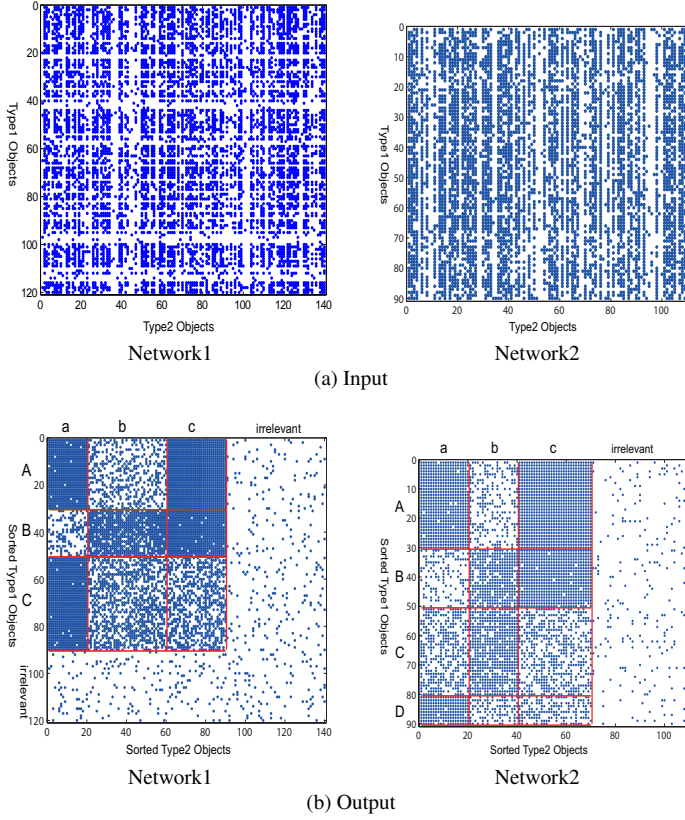 0
20
40
60
80
100
120
Type1 Objects
0 20 40 60 80 100 120 140
Type2 Objects
Network1
0
10
20
30
40
50
60
70
80
90
Type1 Objects
0 20 40 60 80 100
Type2 Objects
Network2
(a) Input
a b c irrelevant
A
B
C
irrelevant
Sorted Type1 Objects
0
20
40
60
80
100
120
0 20 40 60 80 100 120 140
Sorted Type2 Objects
Network1
a b c irrelevant
A
B
C
D
Sorted Type1 Objects
0
10
20
30
40
50
60
70
80
90
0 20 40 60 80 100
Sorted Type2 Objects
Network2
(b) Output